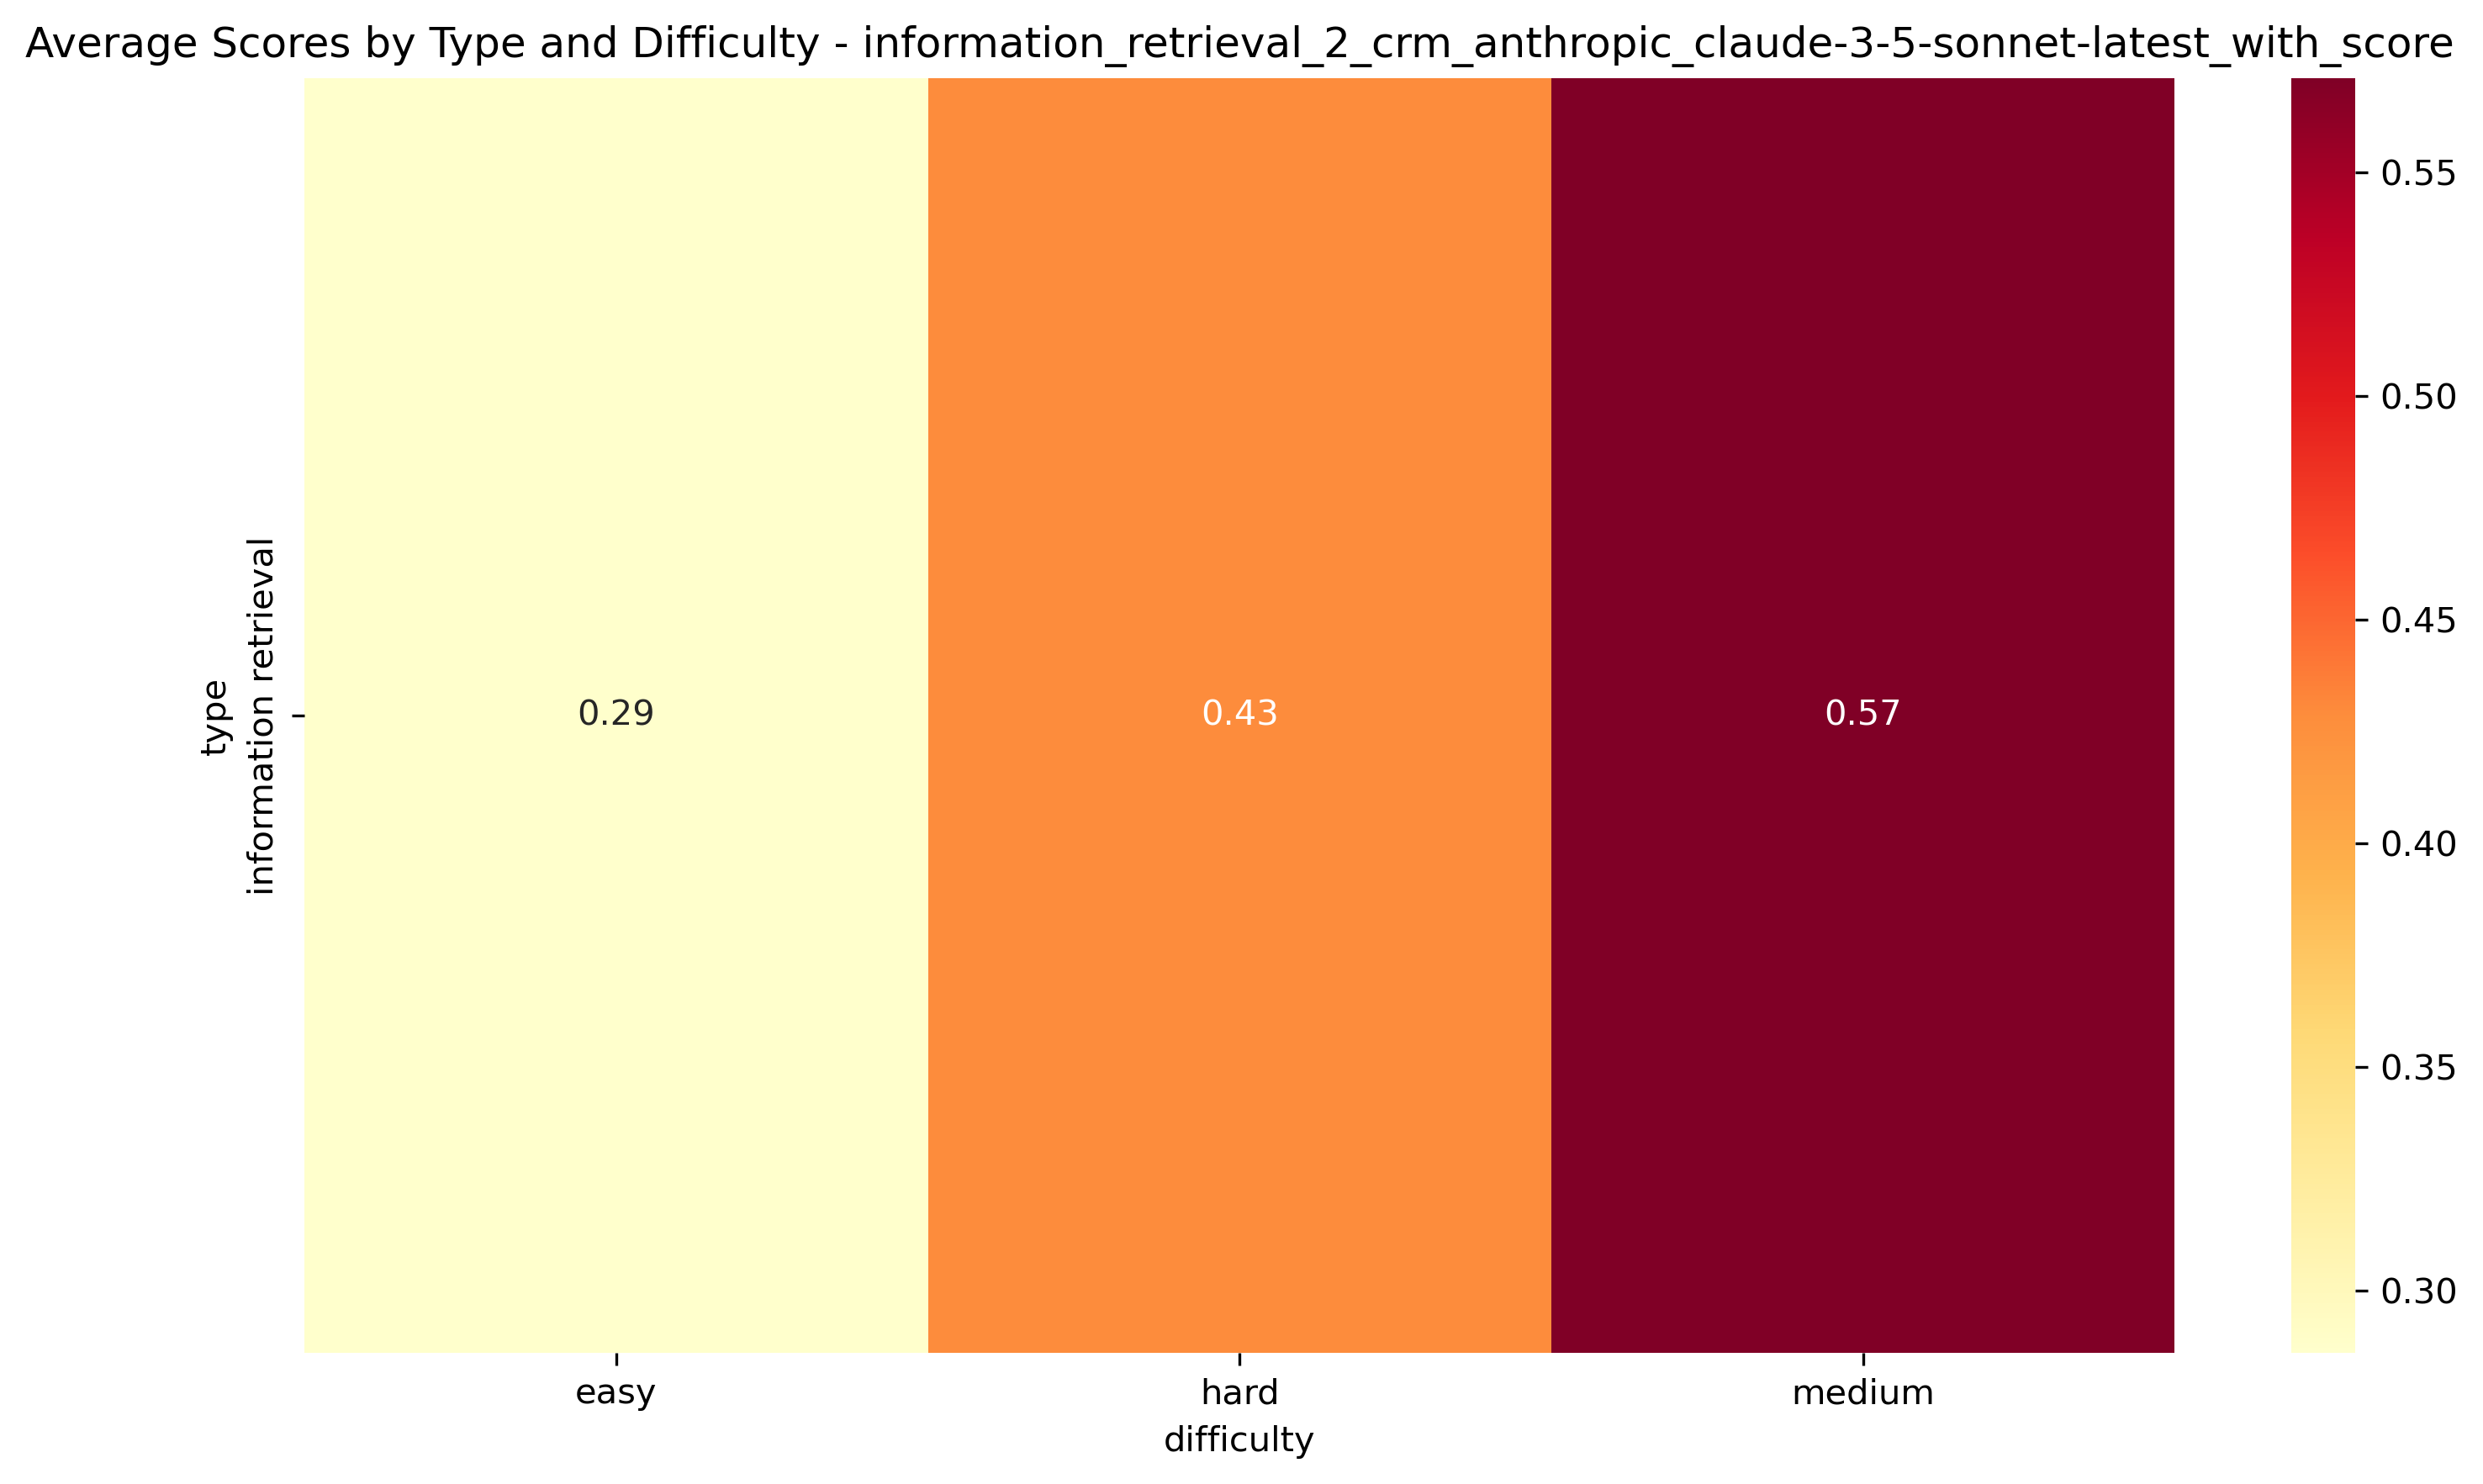 Average Scores by Type and Difficulty - information_retrieval_2_crm_anthropic_claude-3-5-sonnet-latest_with_score
type
information retrieval
0.29
0.43
0.57
easy
hard
medium
difficulty
0.55
0.50
0.45
0.40
0.35
0.30